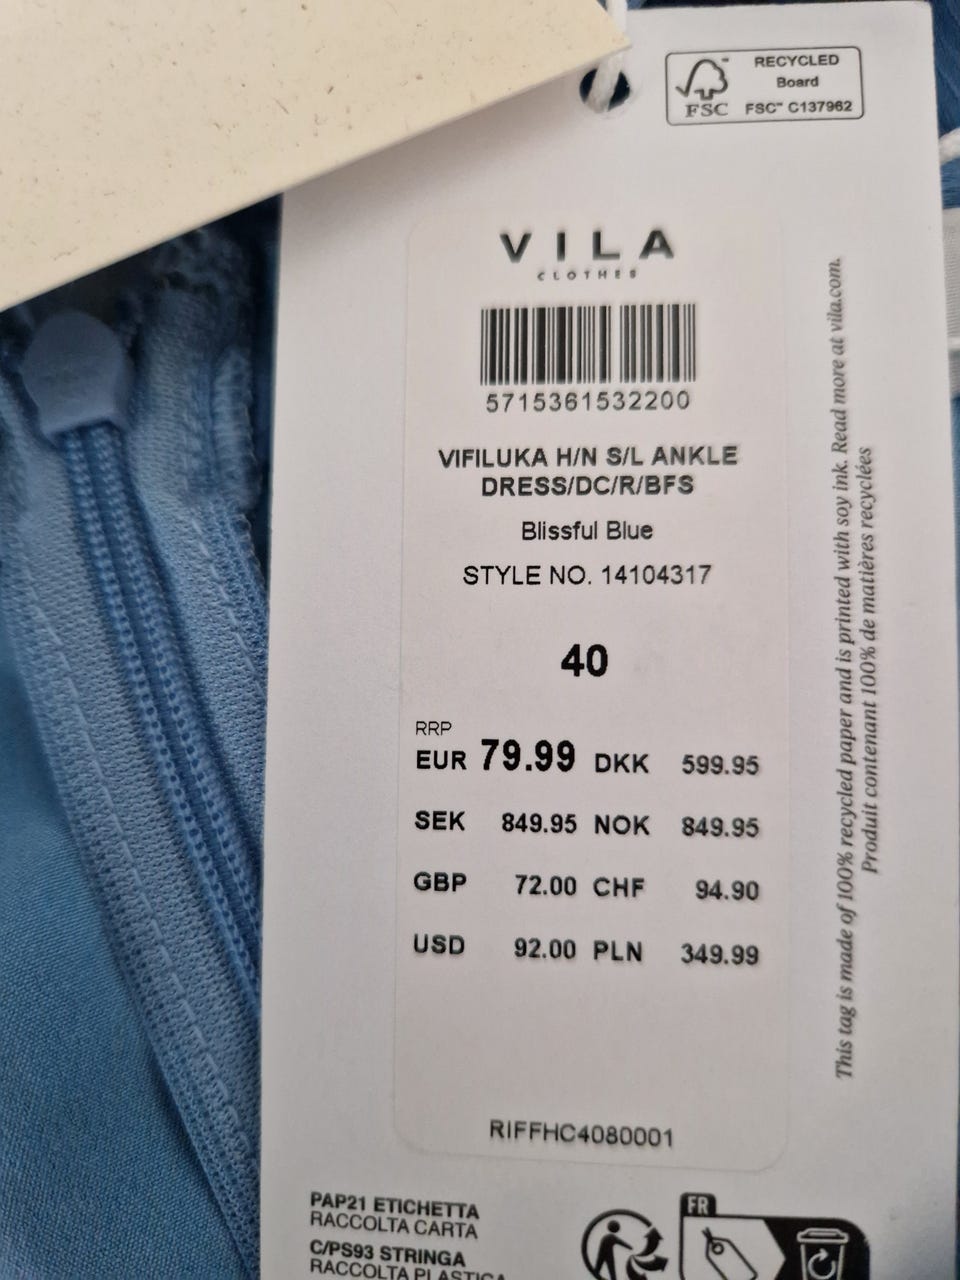 RECYCLED
Board
FSC™ C137962
FSC
VILA
CLOTHES
5715361532200
VIFILUKA H/N S/L ANKLE
DRESS/DC/R/BFS
Blissful Blue
STYLE NO. 14104317
40
RRP
EUR 79.99 DKK 599.95
SEK 849.95 NOK 849.95
GBP 72.00 CHF 94.90
USD 92.00 PLN 349.99
RIFFHC4080001
This tag is made of 100% recycled paper and is printed with soy ink. Read more at vila.com.
Produit contenant 100% de matières recyclées
PAP21 ETICHETTA
RACCOLTA CARTA
C/PS93 STRINGA
RACCOLTA PLASTICA
FR